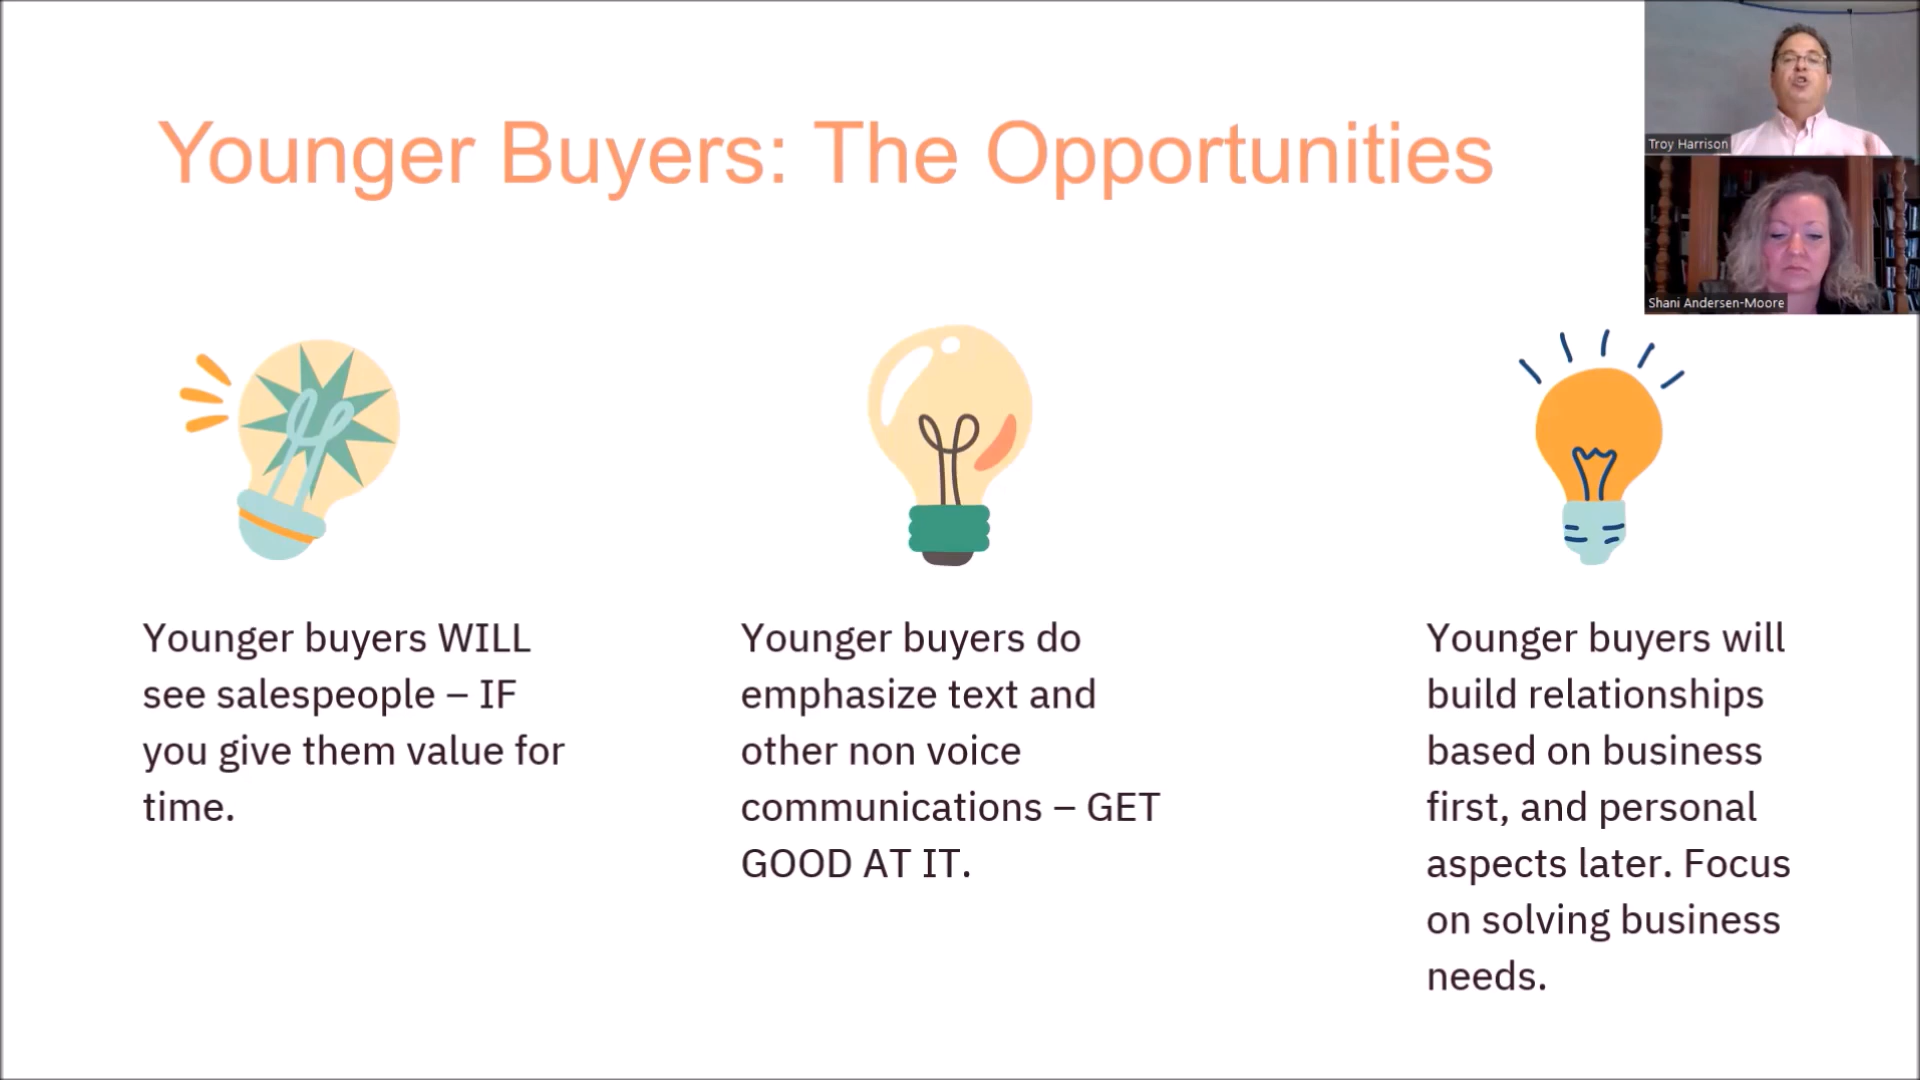 Younger Buyers: The Opportunities
Troy Harrison
Shani Andersen-Moore
Younger buyers WILL
see salespeople – IF
you give them value for
time.
Younger buyers do
emphasize text and
other non voice
communications – GET
GOOD AT IT.
Younger buyers will
build relationships
based on business
first, and personal
aspects later. Focus
on solving business
needs.